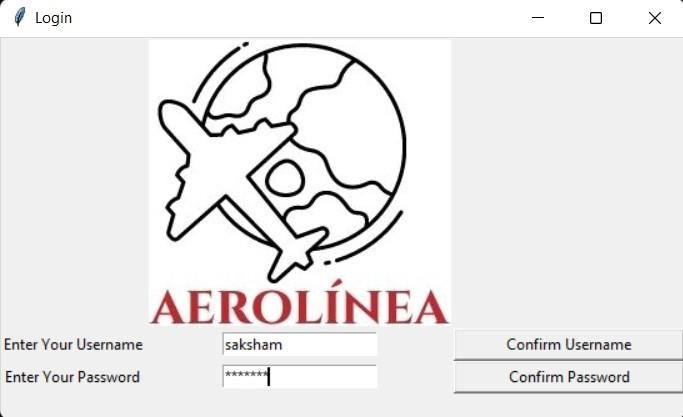 Login
AEROLÍNEA
Enter Your Username saksham Confirm Username
Enter Your Password ******* Confirm Password